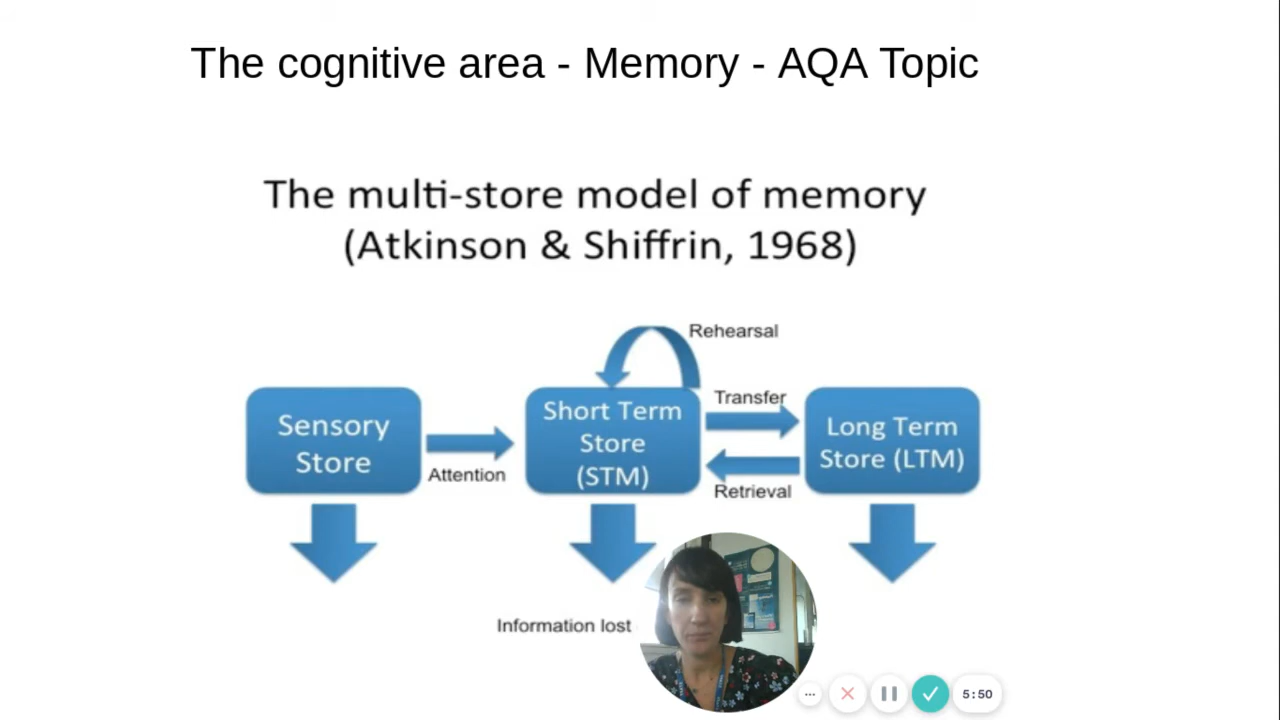 The cognitive area - Memory - AQA Topic
The multi-store model of memory
(Atkinson & Shiffrin, 1968)
Rehearsal
Sensory
Store
Attention
Short Term
Store
(STM)
Transfer
Retrieval
Long Term
Store (LTM)
Information lost
5:50